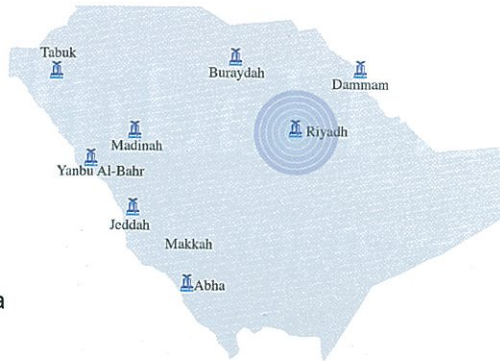 Tabuk
Buraydah
Dammam
Riyadh
Madinah
Yanbu Al-Bahr
Jeddah
Makkah
Abha
a